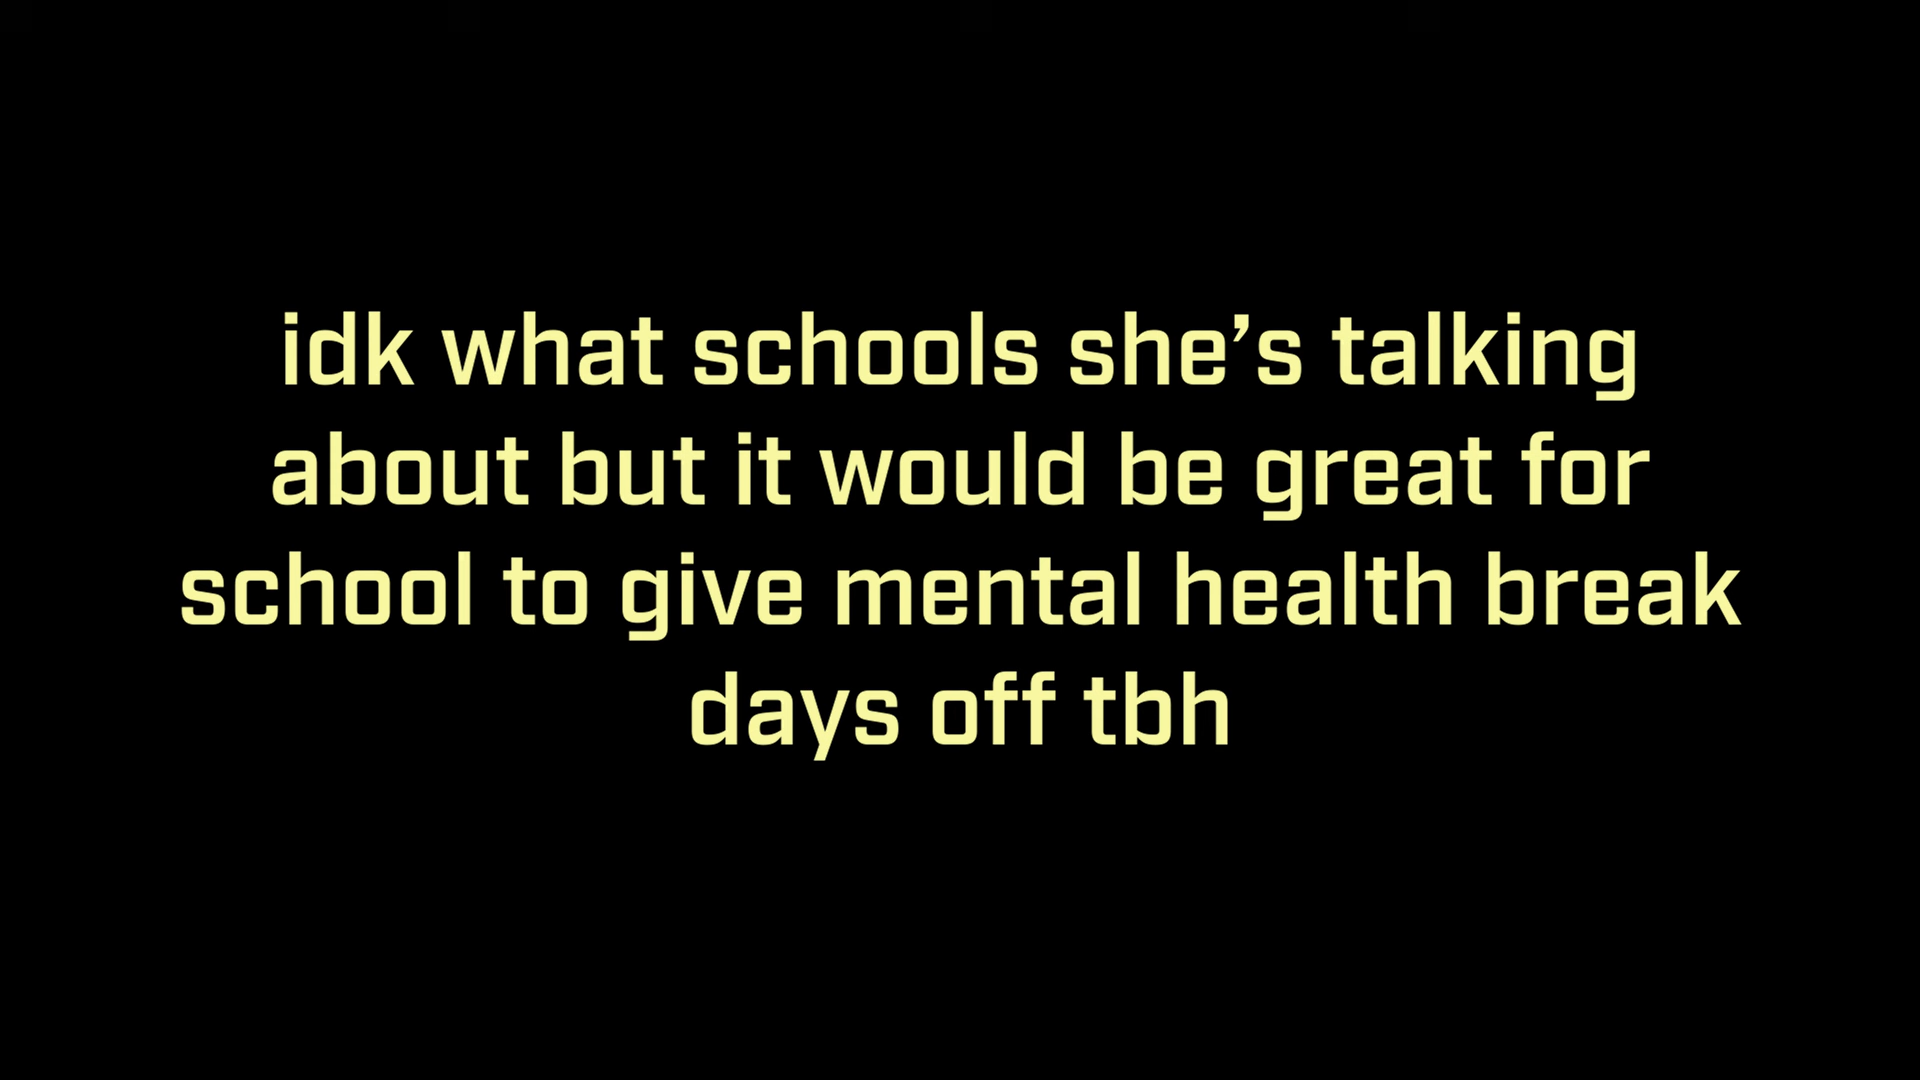 idk what schools she’s talking
about but it would be great for
school to give mental health break
days off tbh